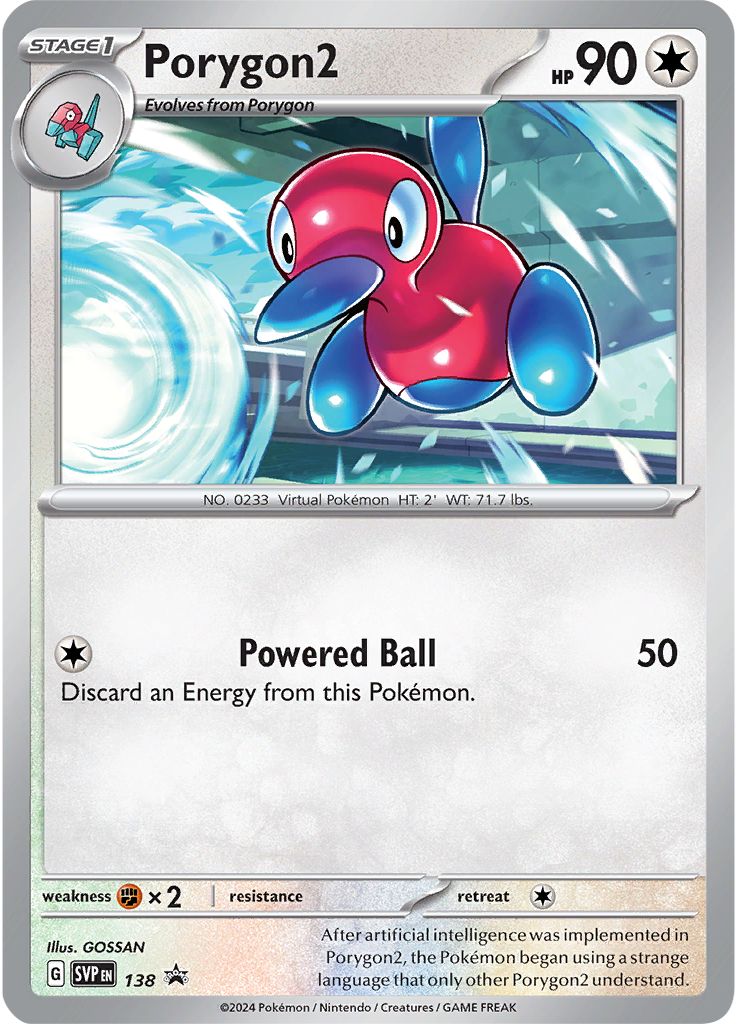 STAGE1
Porygon2
HP 90
Evolves from Porygon
NO. 0233 Virtual Pokémon HT: 2' WT: 71.7 lbs.
Powered Ball 50
Discard an Energy from this Pokémon.
weakness ×2 resistance retreat
Illus. GOSSAN
G SVP EN 138
After artificial intelligence was implemented in
Porygon2, the Pokémon began using a strange
language that only other Porygon2 understand.
©2024 Pokémon / Nintendo / Creatures / GAME FREAK